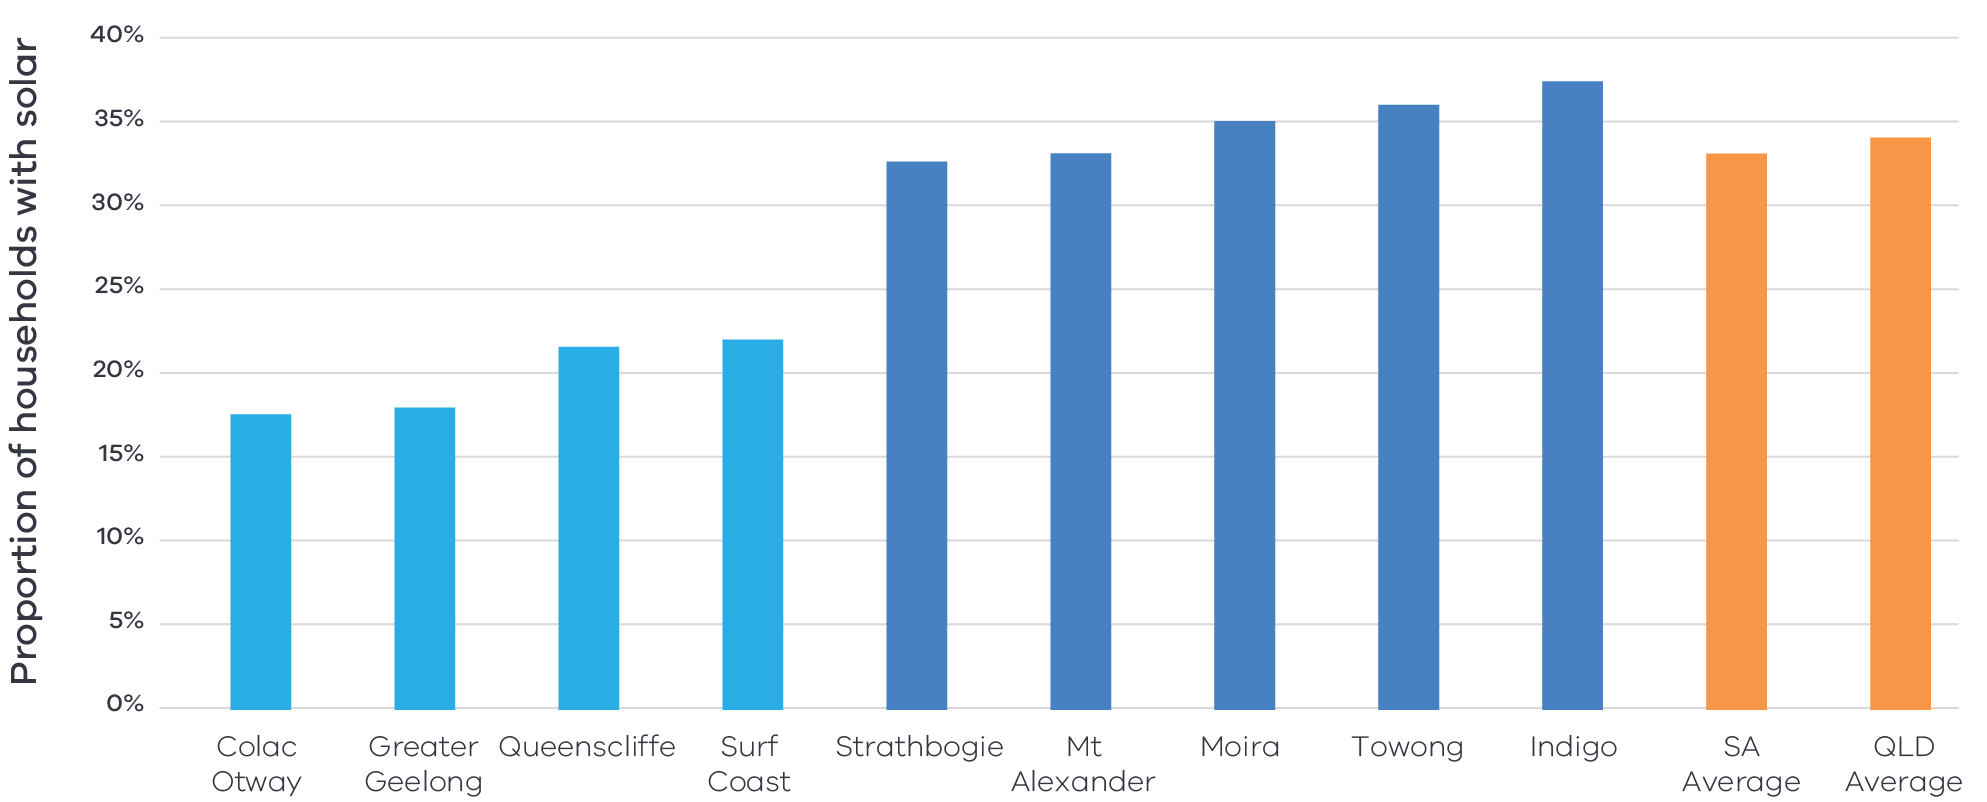 Proportion of households with solar
40%
35%
30%
25%
20%
15%
10%
5%
0%
Colac
Otway
Greater
Geelong
Queenscliffe
Surf
Coast
Strathbogie
Mt
Alexander
Moira
Towong
Indigo
SA
Average
QLD
Average